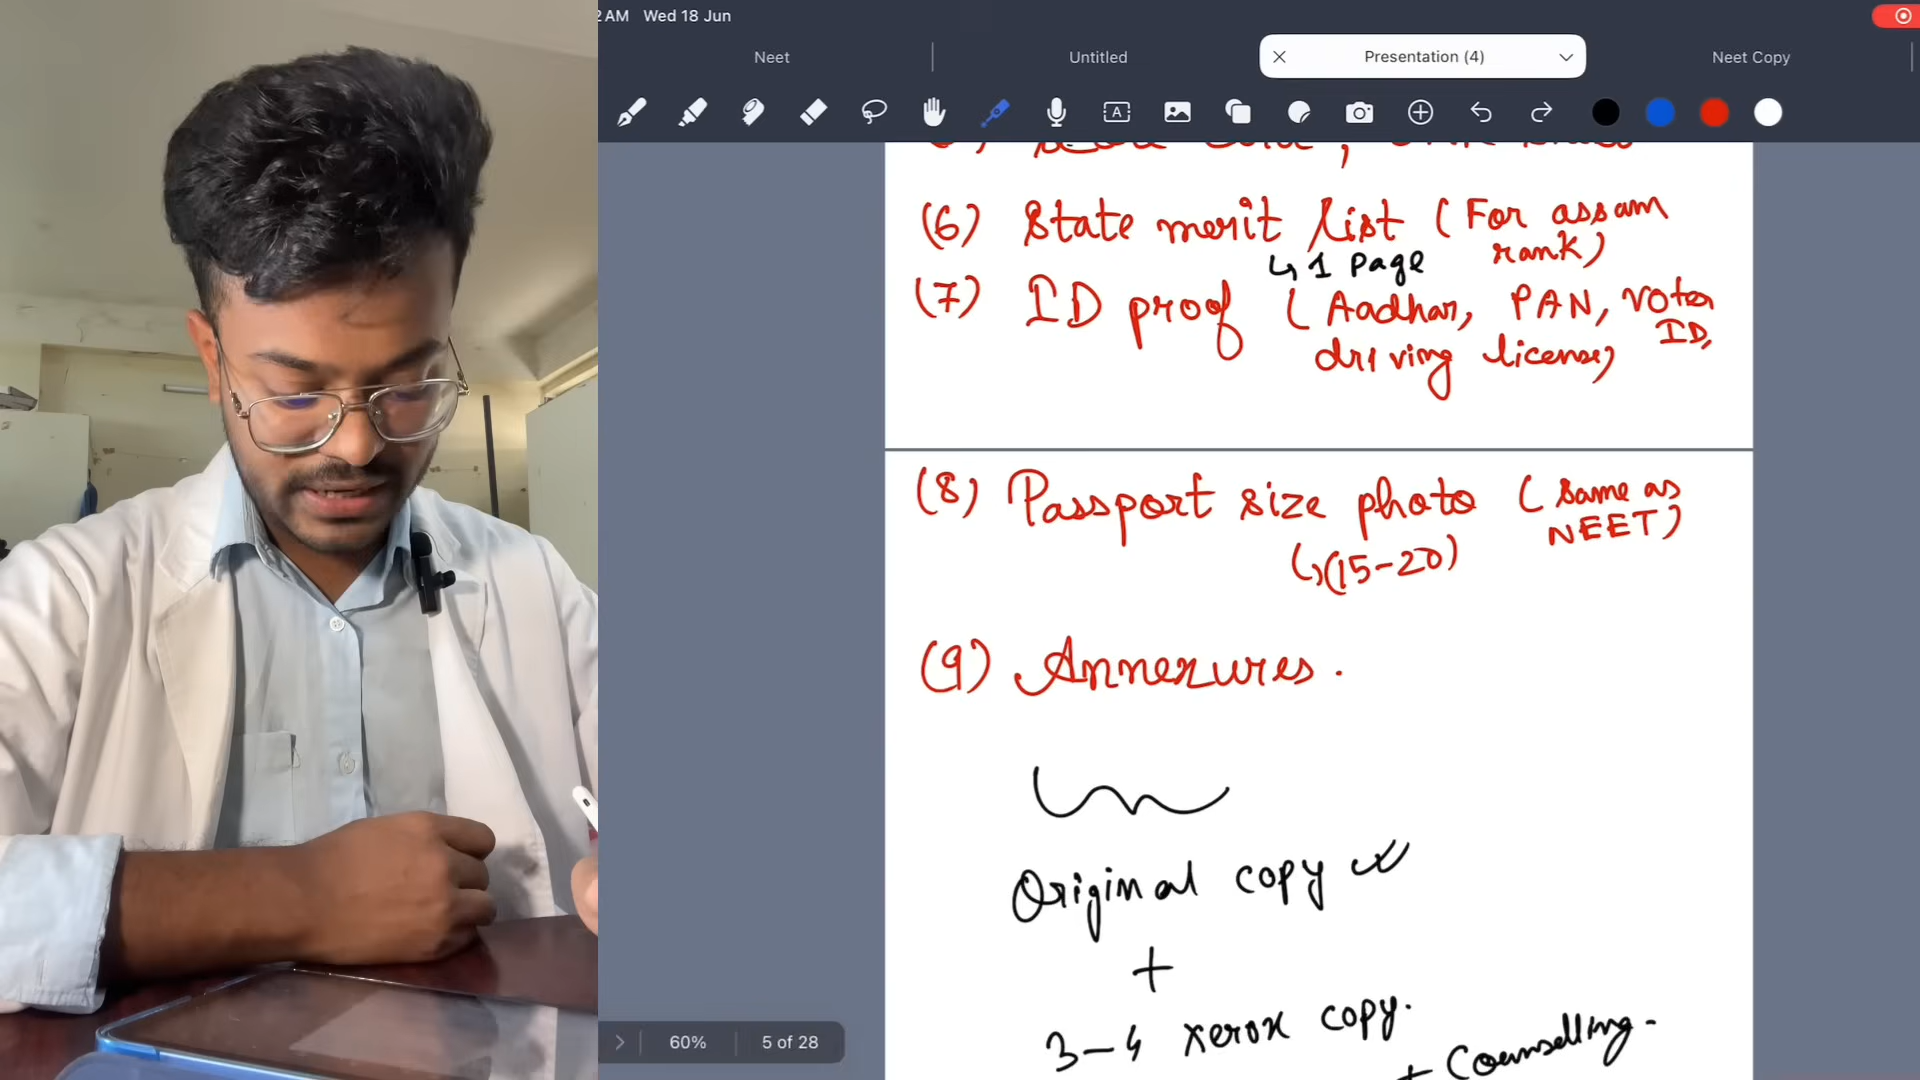 2 AM Wed 18 Jun
Neet
Untitled
Presentation (4)
Neet Copy
A
(6) State merit list (For assam
rank)
↳ 1 Page
(7) ID proof (Aadhar, PAN, Voter
ID,
driving license)
(8) Passport size photo (same as
NEET)
↳(15-20)
(9) Annexures.
Original copy
+
3-4 xerox copy.
+ Counselling.
60%
5 of 28